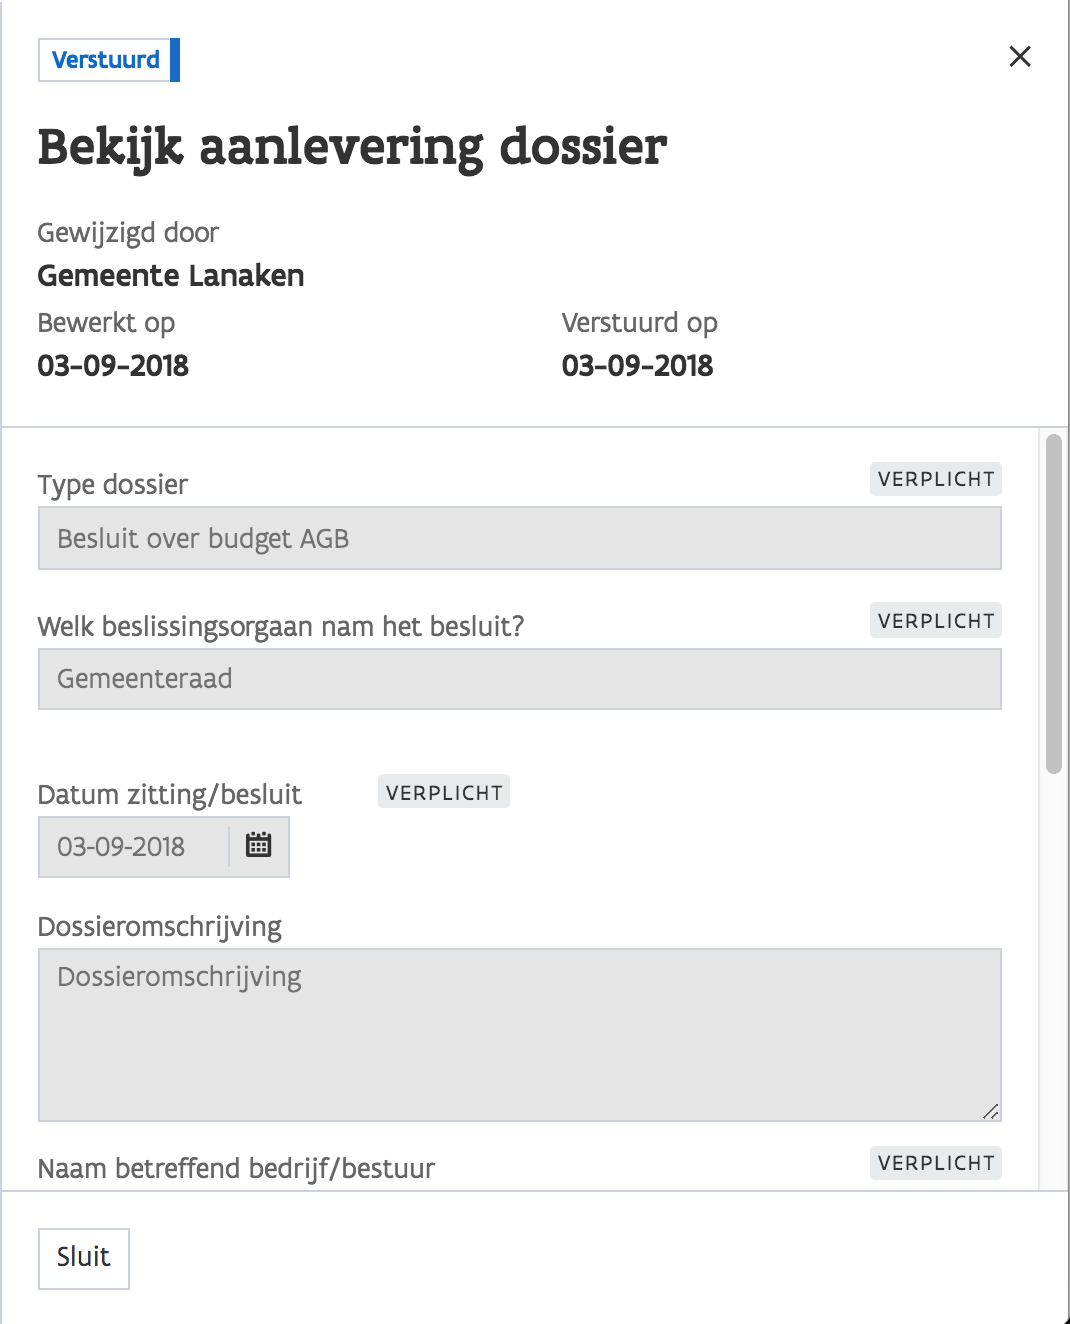 Verstuurd
Bekijk aanlevering dossier
Gewijzigd door
Gemeente Lanaken
Bewerkt op
03-09-2018
Verstuurd op
03-09-2018
Type dossier
VERPLICHT
Besluit over budget AGB
Welk beslissingsorgaan nam het besluit?
VERPLICHT
Gemeenteraad
Datum zitting/besluit
VERPLICHT
03-09-2018
Dossieromschrijving
Dossieromschrijving
Naam betreffend bedrijf/bestuur
VERPLICHT
Sluit